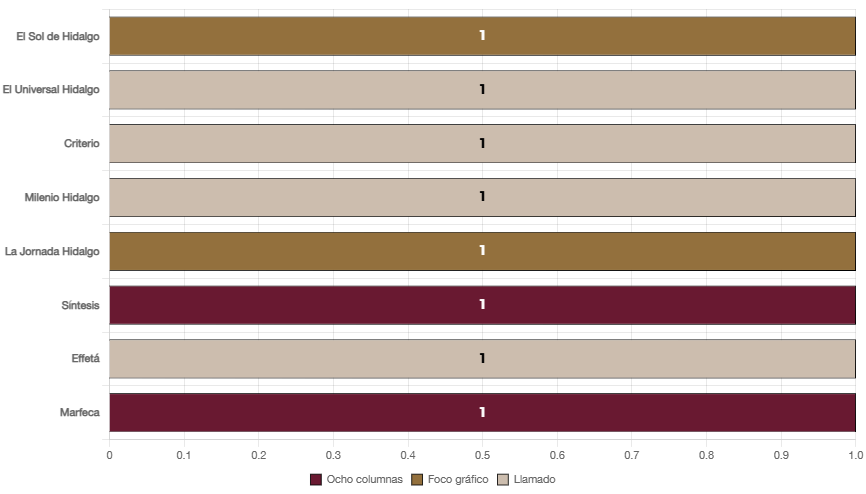 El Sol de Hidalgo 1
El Universal Hidalgo 1
Criterio 1
Milenio Hidalgo 1
La Jornada Hidalgo 1
Síntesis 1
Effetá 1
Marfeca 1
0 0.1 0.2 0.3 0.4 0.5 0.6 0.7 0.8 0.9 1.0
Ocho columnas Foco gráfico Llamado